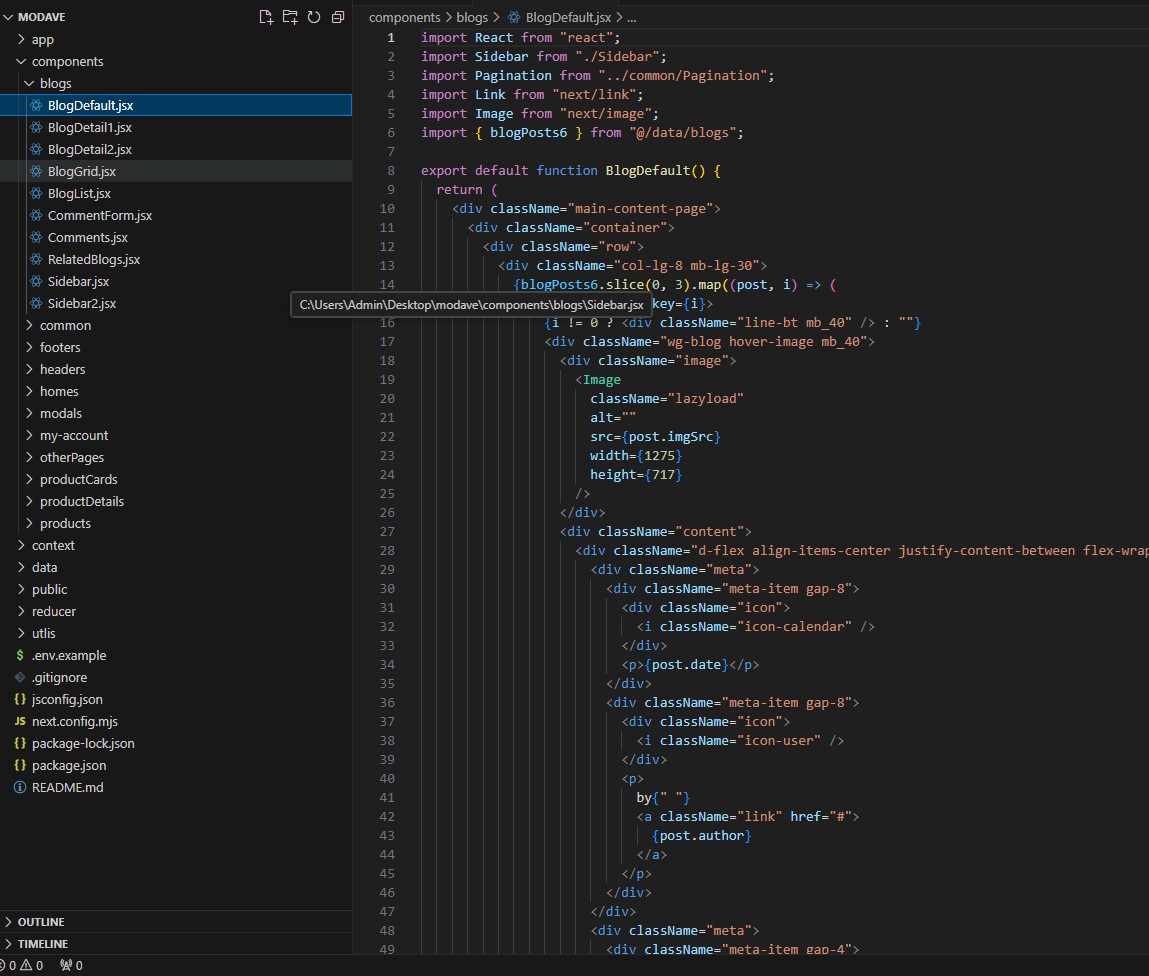 MODAVE
app
components
blogs
BlogDefault.jsx
BlogDetail1.jsx
BlogDetail2.jsx
BlogGrid.jsx
BlogList.jsx
CommentForm.jsx
Comments.jsx
RelatedBlogs.jsx
Sidebar.jsx
Sidebar2.jsx
common
footers
headers
homes
modals
my-account
otherPages
productCards
productDetails
products
context
data
public
reducer
utlis
$ .env.example
.gitignore
{} jsconfig.json
JS next.config.mjs
{} package-lock.json
{} package.json
README.md
OUTLINE
TIMELINE
0 0 0
components > blogs > BlogDefault.jsx > ...
1 import React from "react";
2 import Sidebar from "./Sidebar";
3 import Pagination from "../common/Pagination";
4 import Link from "next/link";
5 import Image from "next/image";
6 import { blogPosts6 } from "@/data/blogs";
7
8 export default function BlogDefault() {
9 return (
10 <div className="main-content-page">
11 <div className="container">
12 <div className="row">
13 <div className="col-lg-8 mb-lg-30">
14 {blogPosts6.slice(0, 3).map((post, i) => (
C:\Users\Admin\Desktop\modave\components\blogs\Sidebar.jsx key={i}>
16 {i != 0 ? <div className="line-bt mb_40" /> : ""}
17 <div className="wg-blog hover-image mb_40">
18 <div className="image">
19 <Image
20 className="lazyload"
21 alt=""
22 src={post.imgSrc}
23 width={1275}
24 height={717}
25 />
26 </div>
27 <div className="content">
28 <div className="d-flex align-items-center justify-content-between flex-wrap
29 <div className="meta">
30 <div className="meta-item gap-8">
31 <div className="icon">
32 <i className="icon-calendar" />
33 </div>
34 <p>{post.date}</p>
35 </div>
36 <div className="meta-item gap-8">
37 <div className="icon">
38 <i className="icon-user" />
39 </div>
40 <p>
41 by{" "}
42 <a className="link" href="#">
43 {post.author}
44 </a>
45 </p>
46 </div>
47 </div>
48 <div className="meta">
49 <div className="meta-item gap-4">